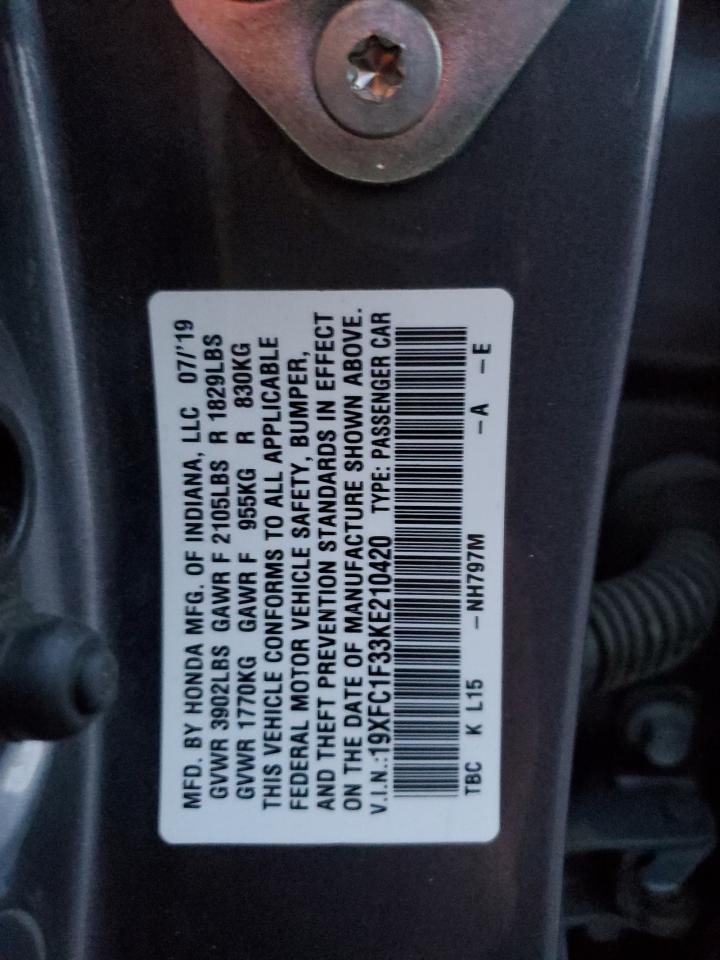 MFD. BY HONDA MFG. OF INDIANA, LLC 07/'19
GVWR 3902LBS GAWR F 2105LBS R 1829LBS
GVWR 1770KG GAWR F 955KG R 830KG
THIS VEHICLE CONFORMS TO ALL APPLICABLE
FEDERAL MOTOR VEHICLE SAFETY, BUMPER,
AND THEFT PREVENTION STANDARDS IN EFFECT
ON THE DATE OF MANUFACTURE SHOWN ABOVE.
V.I.N.:19XFC1F33KE210420 TYPE: PASSENGER CAR
TBC K L15 -NH797M -A -E